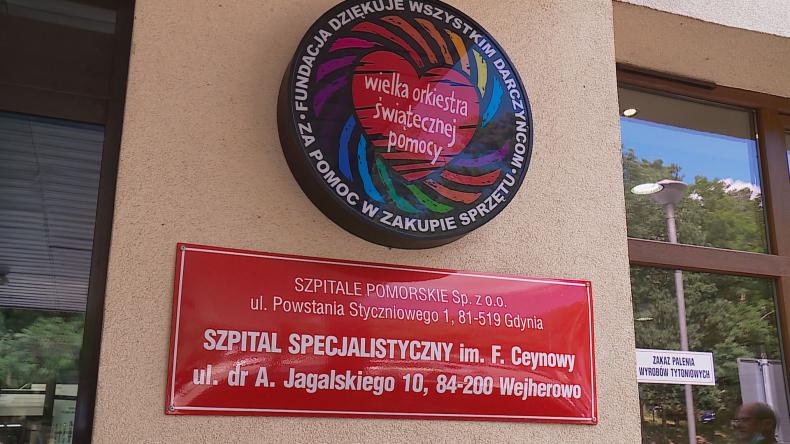 FUNDACJA DZIĘKUJE WSZYSTKIM DARCZYŃCOM
ZA POMOC W ZAKUPIE SPRZĘTU
wielka orkiestra
świątecznej
pomocy
SZPITALE POMORSKIE Sp. z o.o.
ul. Powstania Styczniowego 1, 81-519 Gdynia
SZPITAL SPECJALISTYCZNY im. F. Ceynowy
ul. dr A. Jagalskiego 10, 84-200 Wejherowo
ZAKAZ PALENIA
WYROBÓW TYTONIOWYCH